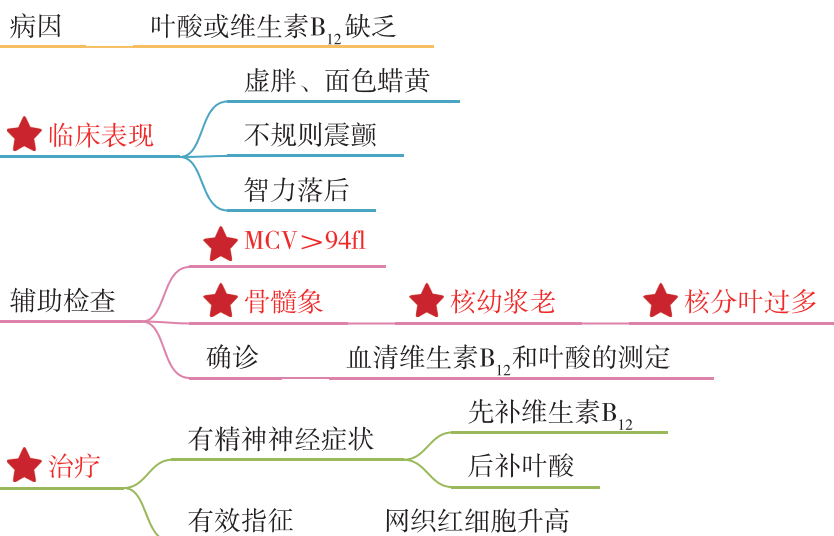 病因 叶酸或维生素B12缺乏
虚胖、面色蜡黄
临床表现 不规则震颤
智力落后
MCV＞94fl
辅助检查 骨髓象 核幼浆老 核分叶过多
确诊 血清维生素B12和叶酸的测定
先补维生素B12
有精神神经症状
治疗 后补叶酸
有效指征 网织红细胞升高